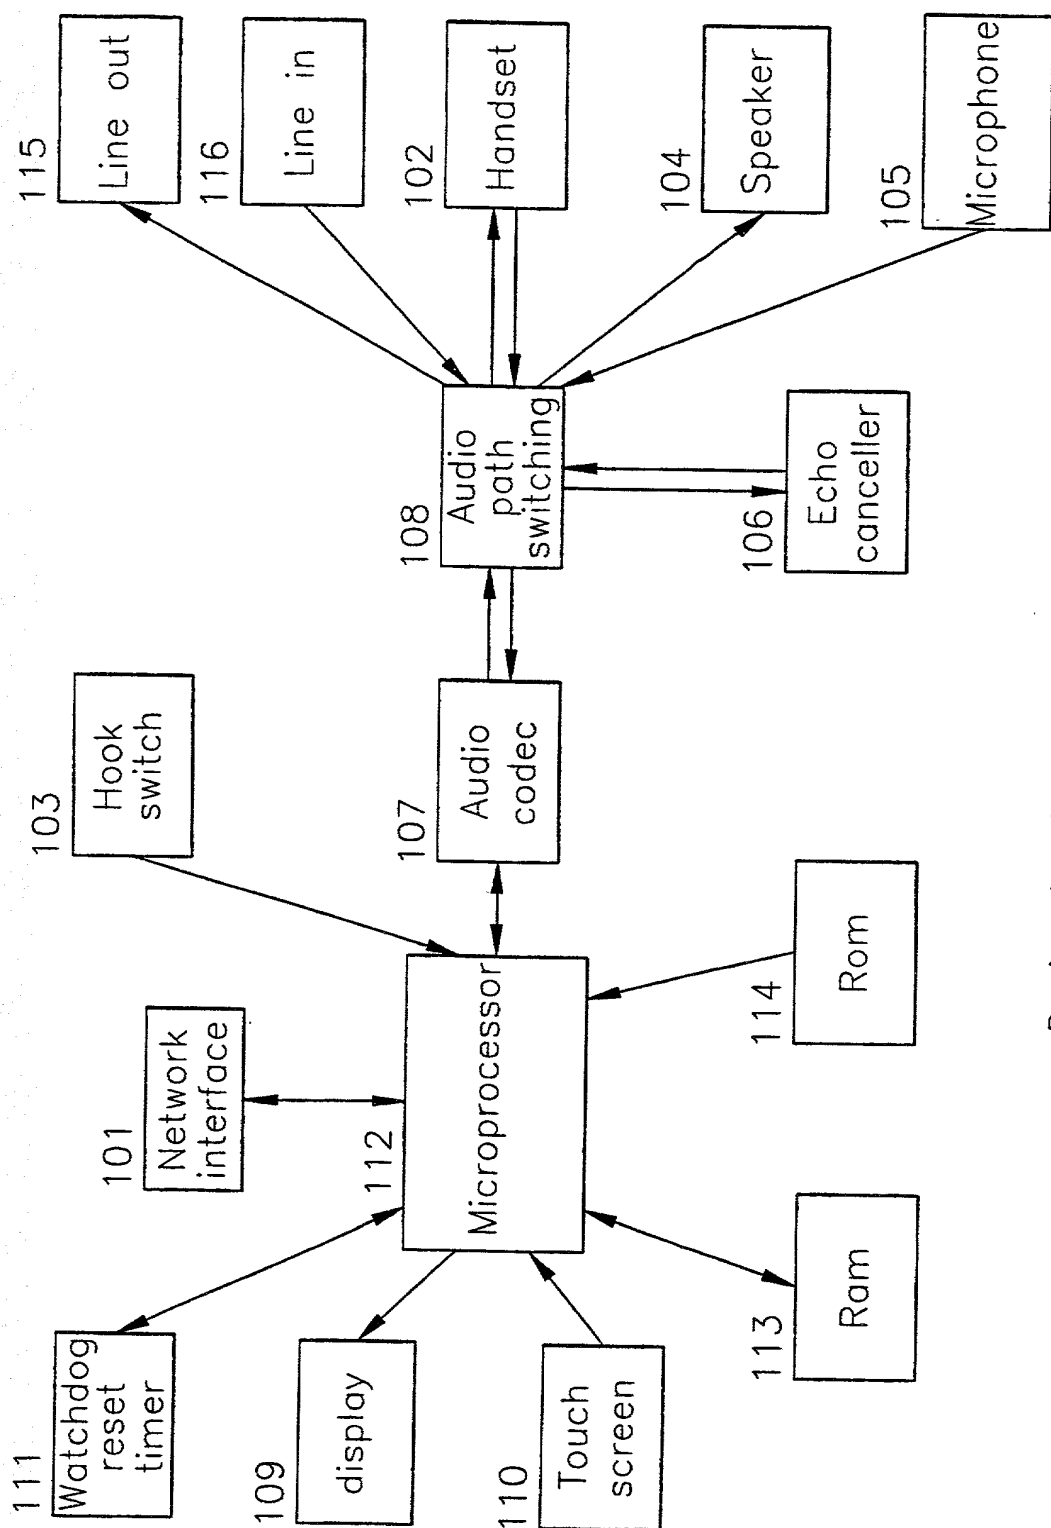 111
Watchdog
reset
timer
109
display
110
Touch
screen
101
Network
interface
112
Microprocessor
113
Ram
114
Rom
103
Hook
switch
107
Audio
codec
108
Audio
path
switching
106
Echo
canceller
115
Line out
116
Line in
102
Handset
104
Speaker
105
Microphone